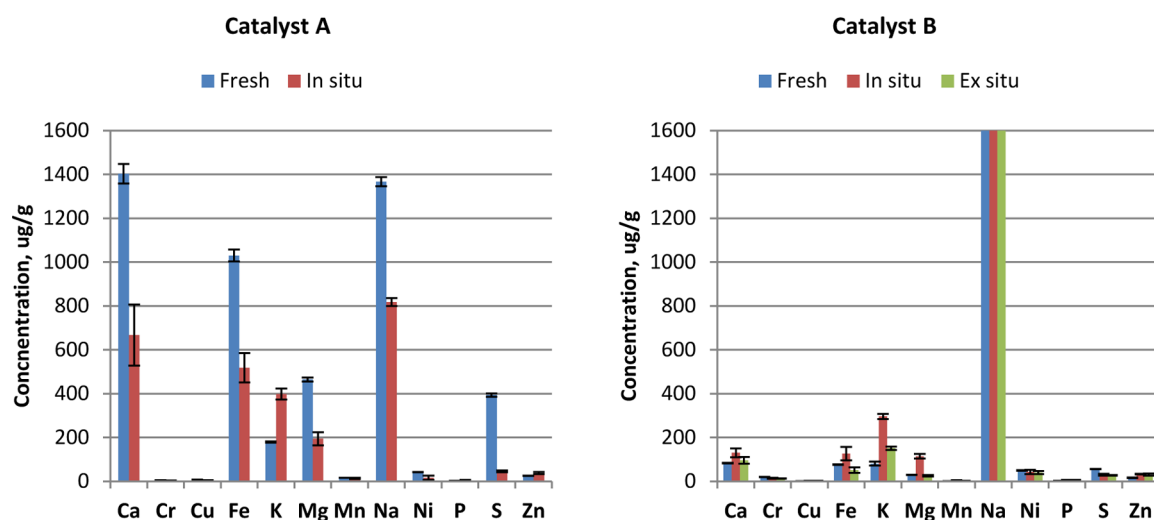 Catalyst A
Fresh In situ
Concnentration, ug/g
1600
1400
1200
1000
800
600
400
200
0
Ca Cr Cu Fe K Mg Mn Na Ni P S Zn
Catalyst B
Fresh In situ Ex situ
Concentration, ug/g
1600
1400
1200
1000
800
600
400
200
0
Ca Cr Cu Fe K Mg Mn Na Ni P S Zn